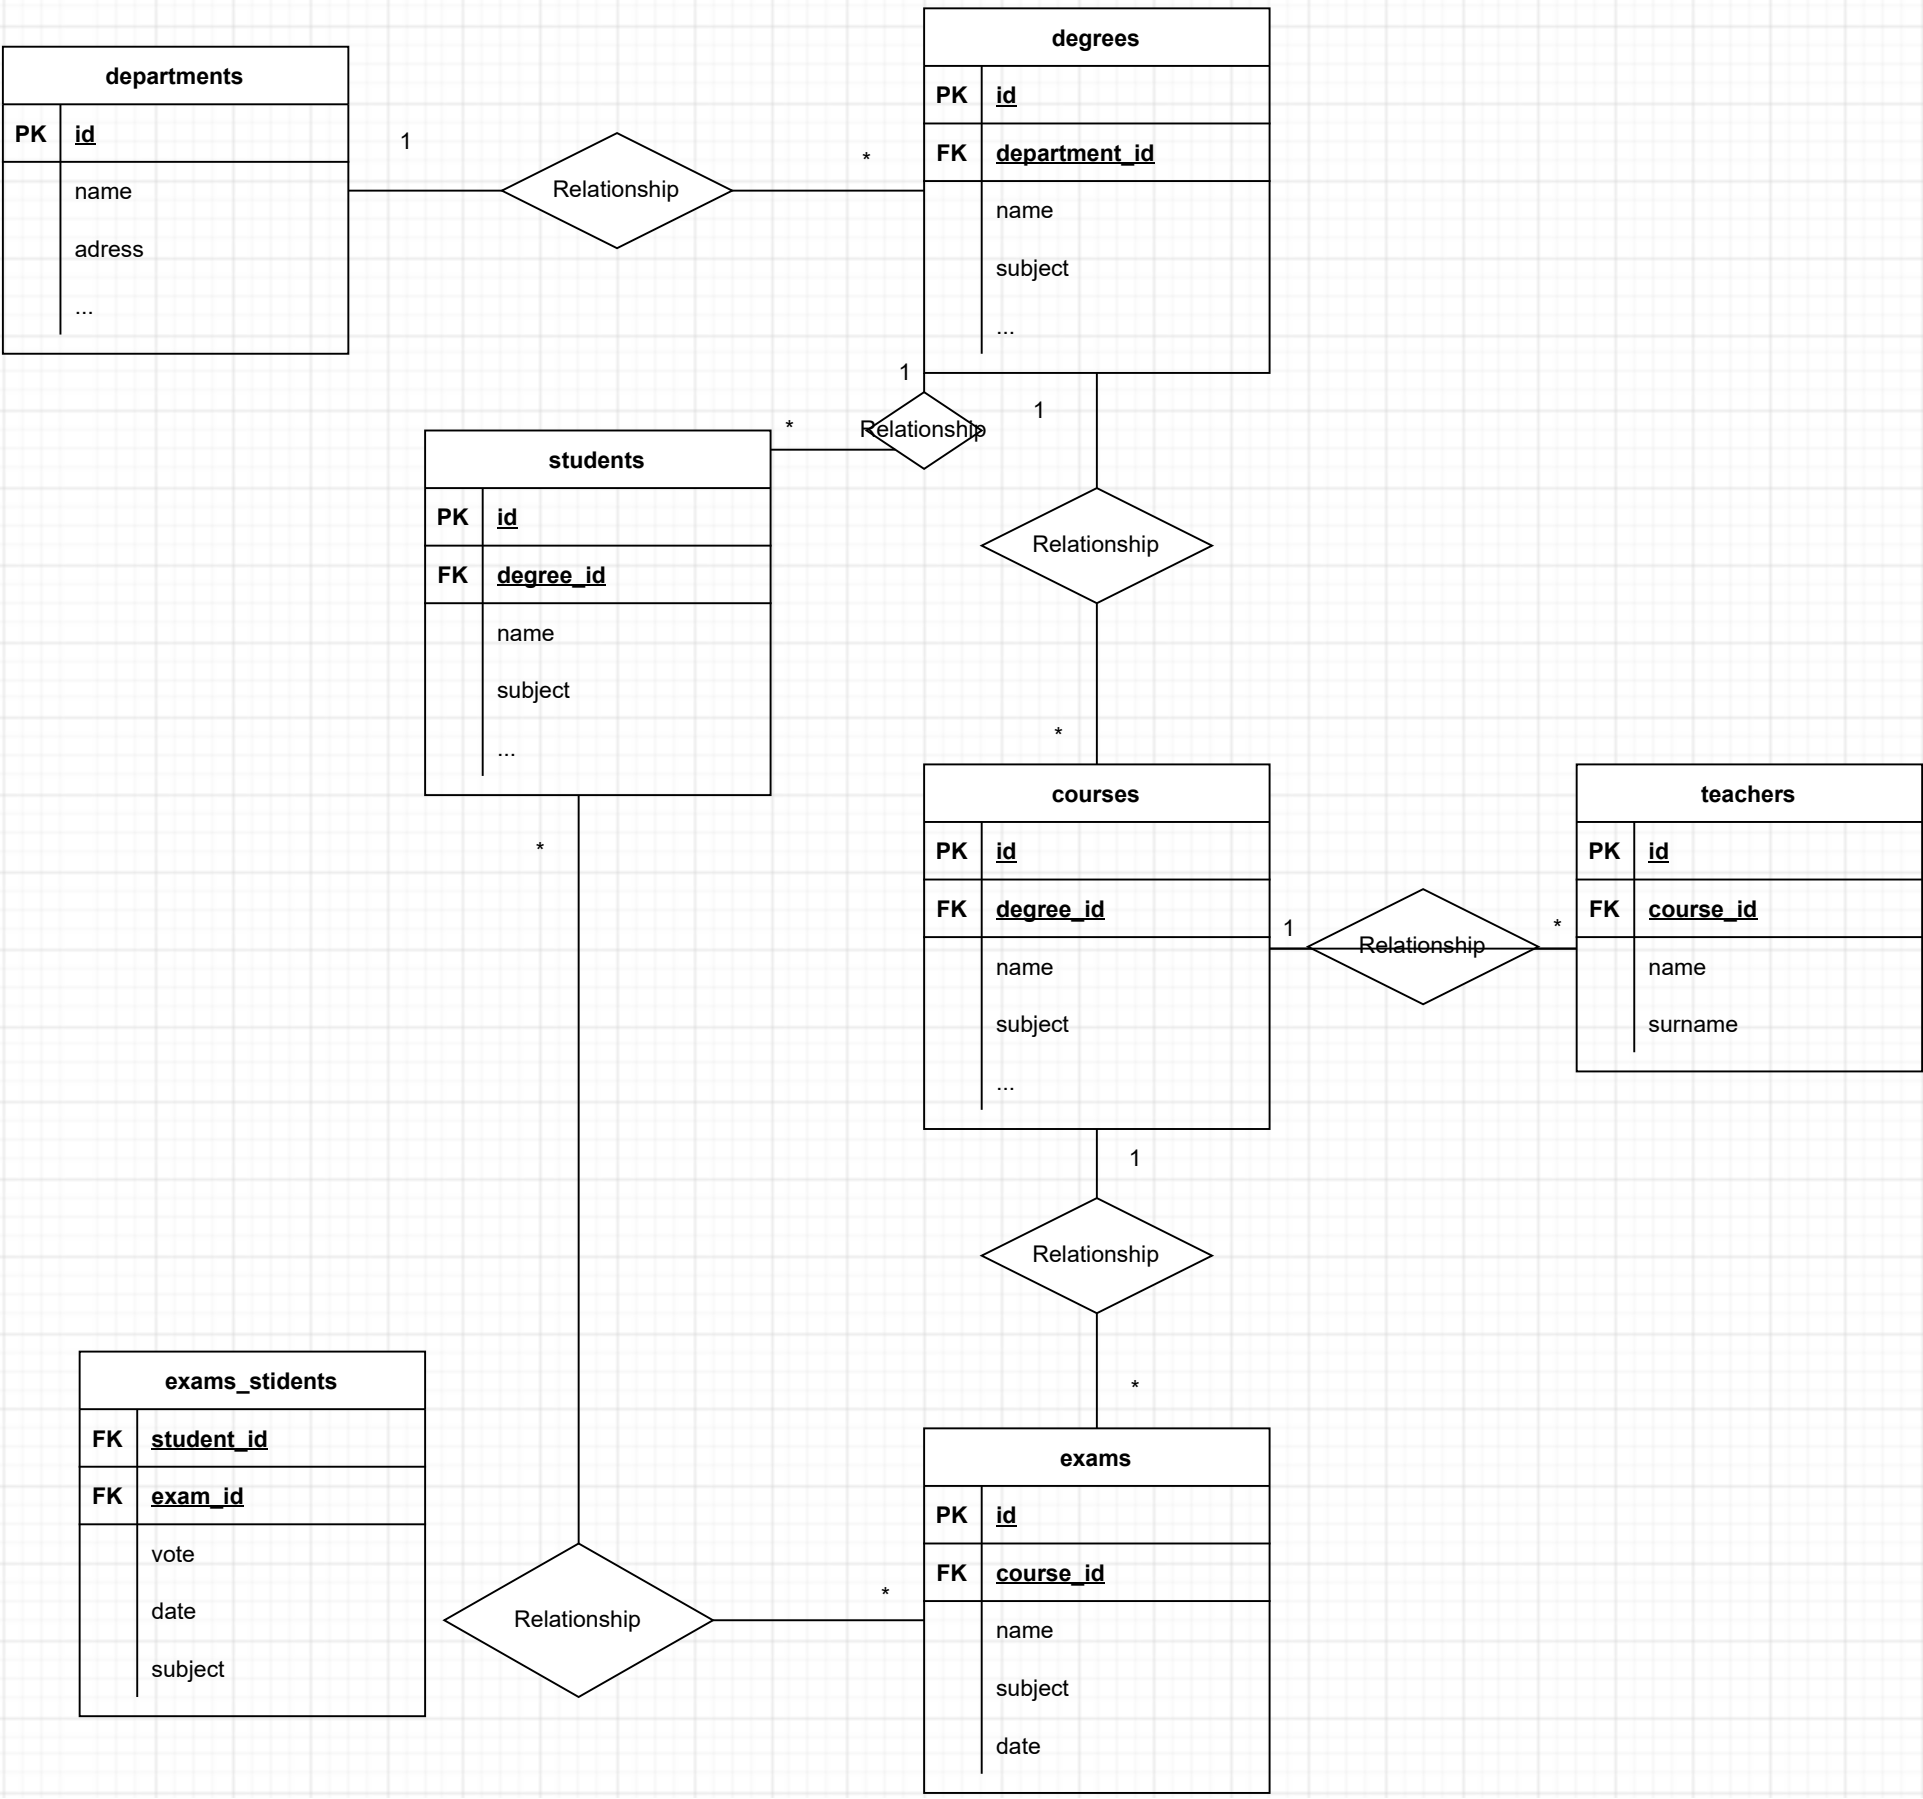 departments
PK id
name
adress
...
1
Relationship
*
degrees
PK id
FK department_id
name
subject
...
1
Relationship
*
students
PK id
FK degree_id
name
subject
...
1
Relationship
*
courses
PK id
FK degree_id
name
subject
...
1
Relationship
*
teachers
PK id
FK course_id
name
surname
1
Relationship
*
exams
PK id
FK course_id
name
subject
date
*
Relationship
*
exams_stidents
FK student_id
FK exam_id
vote
date
subject